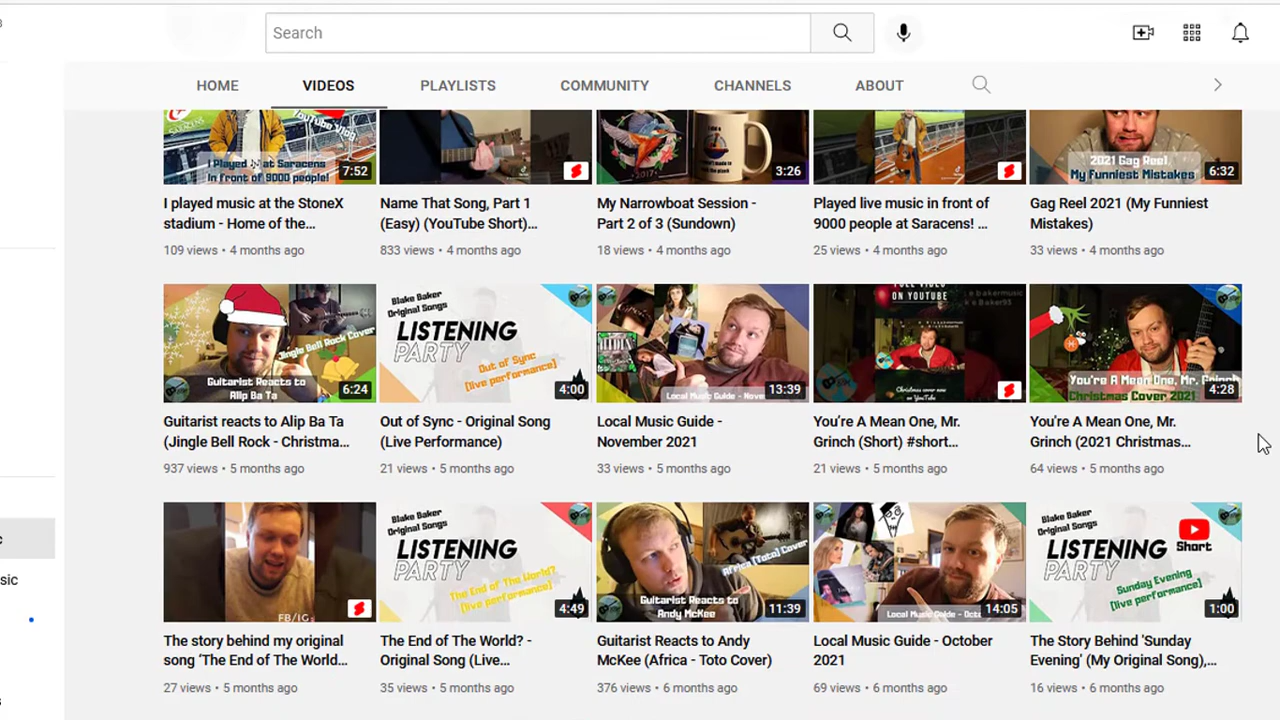 Search
HOME
VIDEOS
PLAYLISTS
COMMUNITY
CHANNELS
ABOUT
YouTube Vlog
I Played at Saracens
In front of 9000 people!
7:52
2017
3:26
2021 Gag Reel
My Funniest Mistakes
6:32
I played music at the StoneX
stadium - Home of the...
109 views • 4 months ago
Name That Song, Part 1
(Easy) (YouTube Short)...
833 views • 4 months ago
My Narrowboat Session -
Part 2 of 3 (Sundown)
18 views • 4 months ago
Played live music in front of
9000 people at Saracens! ...
25 views • 4 months ago
Gag Reel 2021 (My Funniest
Mistakes)
33 views • 4 months ago
Jingle Bell Rock Cover
Guitarist Reacts to
Alip Ba Ta
6:24
Blake Baker
Original Songs
LISTENING
PARTY
Out of Sync
[live performance]
4:00
Local Music Guide - Nove
13:39
FULL VIDEO
ON YOUTUBE
Christmas cover now
on YouTube
You're A Mean One, Mr. Grinch
Christmas Cover 2021
4:28
Guitarist reacts to Alip Ba Ta
(Jingle Bell Rock - Christma...
937 views • 5 months ago
Out of Sync - Original Song
(Live Performance)
21 views • 5 months ago
Local Music Guide -
November 2021
33 views • 5 months ago
You're A Mean One, Mr.
Grinch (Short) #short...
21 views • 5 months ago
You're A Mean One, Mr.
Grinch (2021 Christmas...
64 views • 5 months ago
FB/IG:
Blake Baker
Original Songs
LISTENING
PARTY
The End of The World?
[live performance]
4:49
Africa [Toto] Cover
Guitarist Reacts to
Andy McKee
11:39
Local Music Guide - Octo
14:05
Blake Baker
Original Songs
LISTENING
PARTY
Short
Sunday Evening
[live performance]
1:00
The story behind my original
song ‘The End of The World...
27 views • 5 months ago
The End of The World? -
Original Song (Live...
35 views • 5 months ago
Guitarist Reacts to Andy
McKee (Africa - Toto Cover)
376 views • 6 months ago
Local Music Guide - October
2021
69 views • 6 months ago
The Story Behind 'Sunday
Evening' (My Original Song),...
16 views • 6 months ago